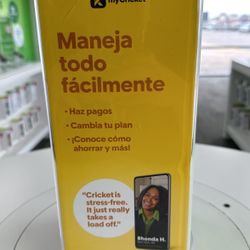 myCricket
Maneja
todo
fácilmente
• Haz pagos
• Cambia tu plan
• ¡Conoce cómo
ahorrar y más!
"Cricket is
stress-free.
It just really
takes a
load off."
Rhonda H.